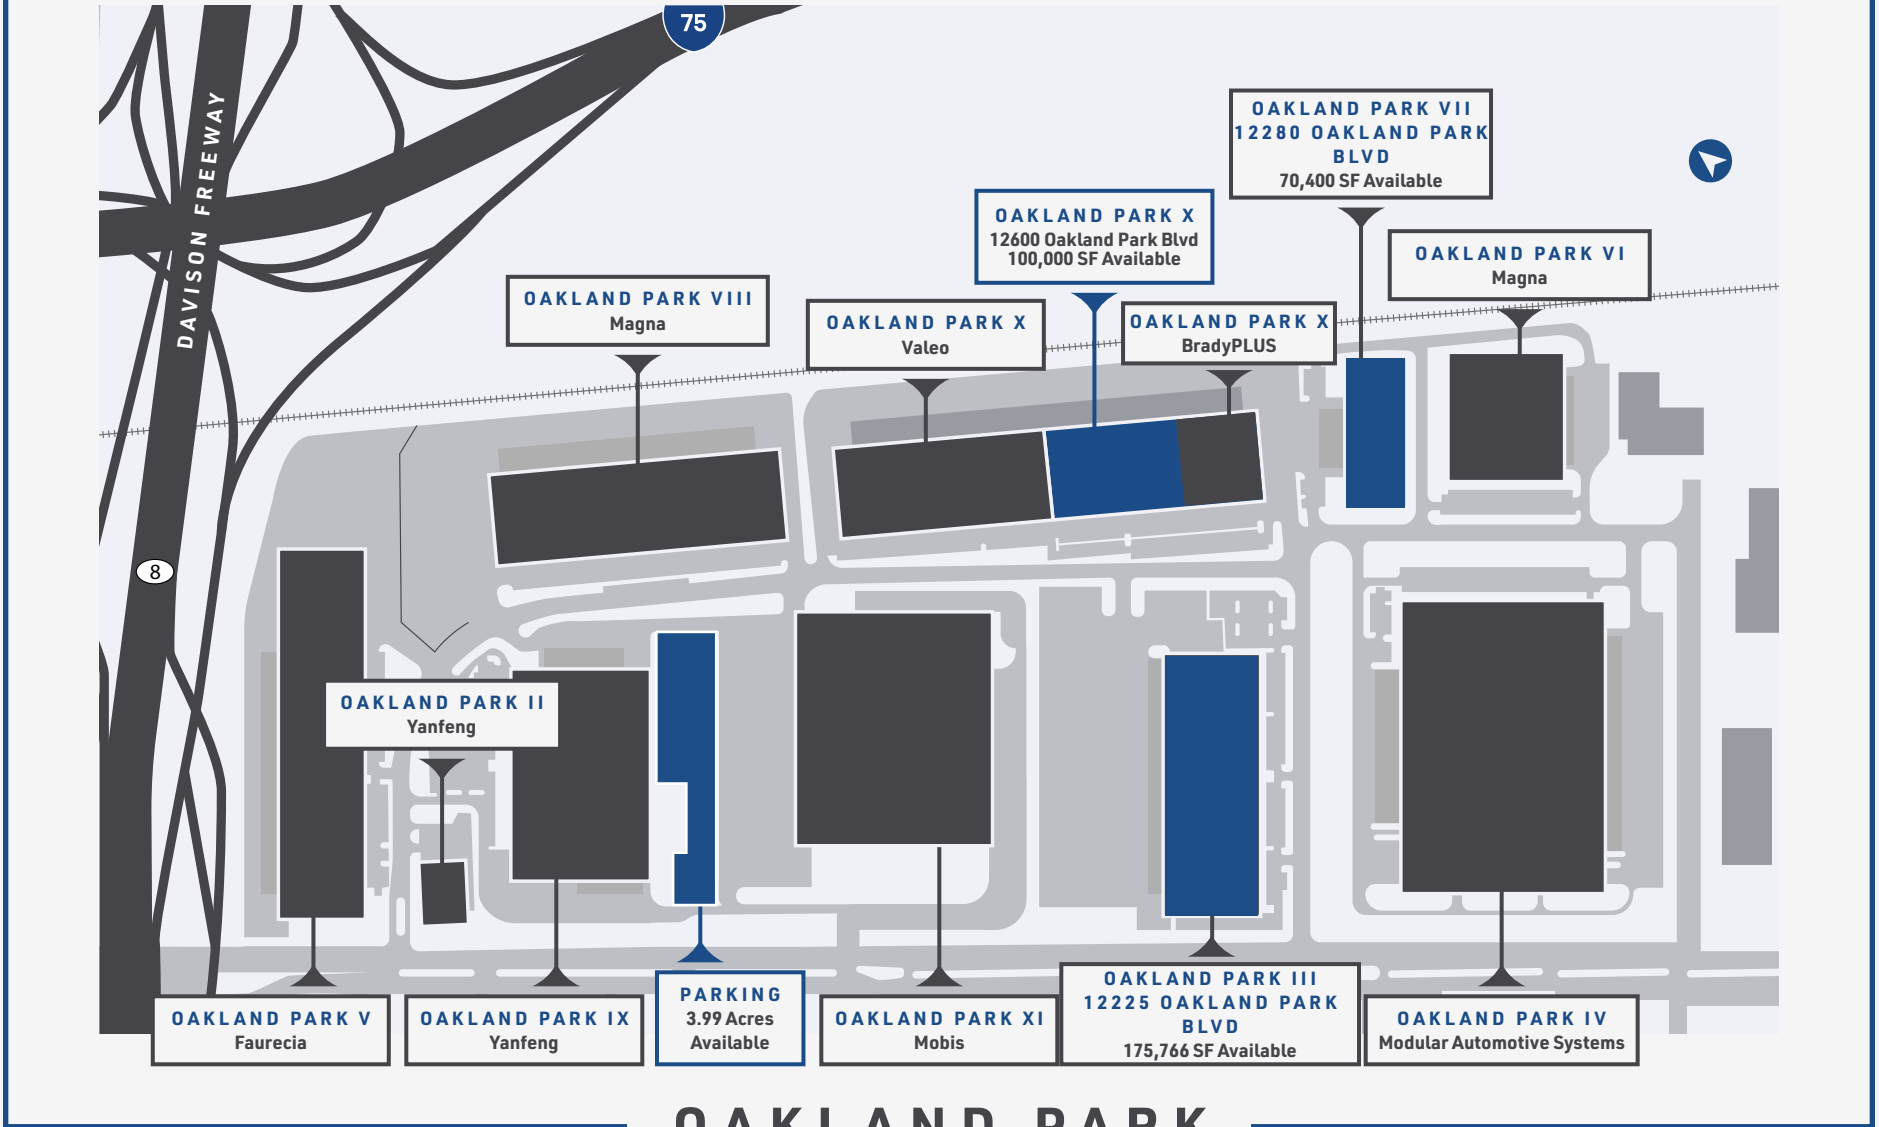 75
DAVISON FREEWAY
8
OAKLAND PARK VII
12280 OAKLAND PARK
BLVD
70,400 SF Available
OAKLAND PARK X
12600 Oakland Park Blvd
100,000 SF Available
OAKLAND PARK VI
Magna
OAKLAND PARK VIII
Magna
OAKLAND PARK X
Valeo
OAKLAND PARK X
BradyPLUS
OAKLAND PARK II
Yanfeng
OAKLAND PARK V
Faurecia
OAKLAND PARK IX
Yanfeng
PARKING
3.99 Acres
Available
OAKLAND PARK XI
Mobis
OAKLAND PARK III
12225 OAKLAND PARK
BLVD
175,766 SF Available
OAKLAND PARK IV
Modular Automotive Systems
OAKLAND PARK